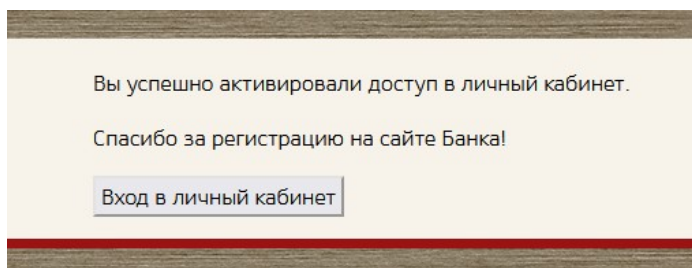 Вы успешно активировали доступ в личный кабинет.
Спасибо за регистрацию на сайте Банка!
Вход в личный кабинет